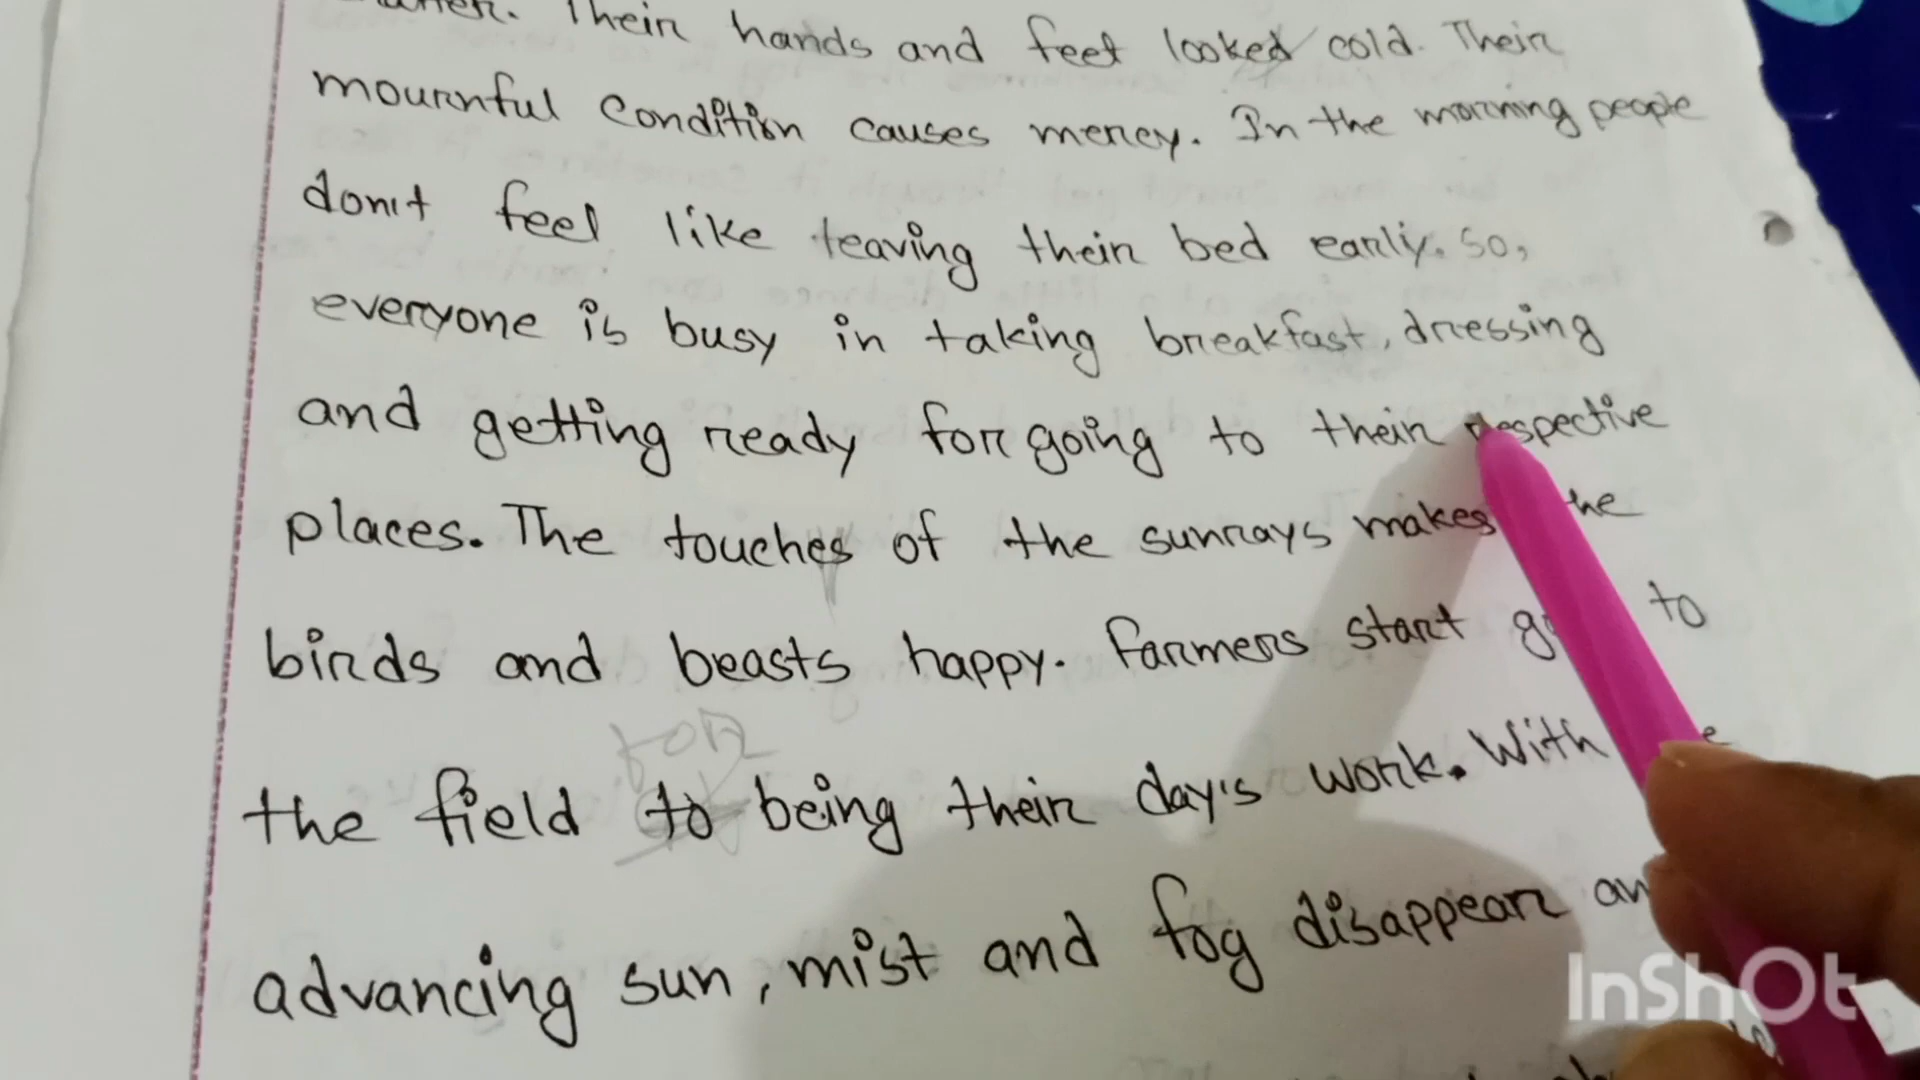 Their hands and feet looked cold. Their
mournful condition causes mercy. In the morning people
don't feel like leaving their bed early. So,
everyone is busy in taking breakfast, dressing
and getting ready for going to their respective
places. The touches of the sunrays makes
birds and beasts happy. Farmers start to
for
the field to being their day's work. With
advancing sun, mist and fog disappear
InShOt